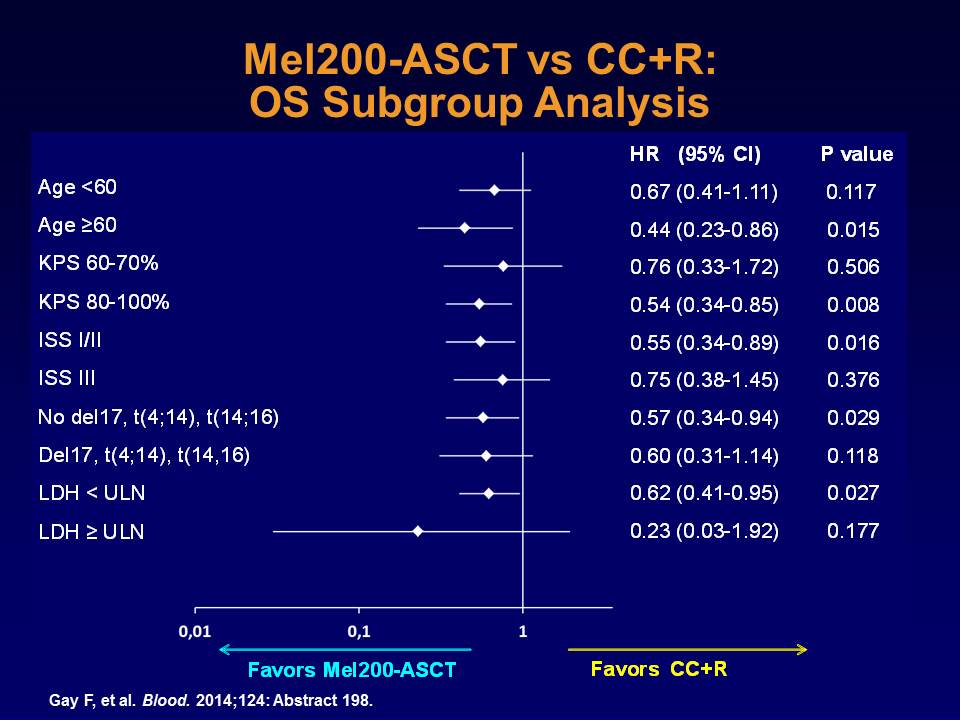 Mel200-ASCT vs CC+R:
OS Subgroup Analysis
HR (95% CI) P value
Age <60 0.67 (0.41-1.11) 0.117
Age ≥60 0.44 (0.23-0.86) 0.015
KPS 60-70% 0.76 (0.33-1.72) 0.506
KPS 80-100% 0.54 (0.34-0.85) 0.008
ISS I/II 0.55 (0.34-0.89) 0.016
ISS III 0.75 (0.38-1.45) 0.376
No del17, t(4;14), t(14;16) 0.57 (0.34-0.94) 0.029
Del17, t(4;14), t(14,16) 0.60 (0.31-1.14) 0.118
LDH < ULN 0.62 (0.41-0.95) 0.027
LDH ≥ ULN 0.23 (0.03-1.92) 0.177
0,01 0,1 1
Favors Mel200-ASCT Favors CC+R
Gay F, et al. Blood. 2014;124: Abstract 198.